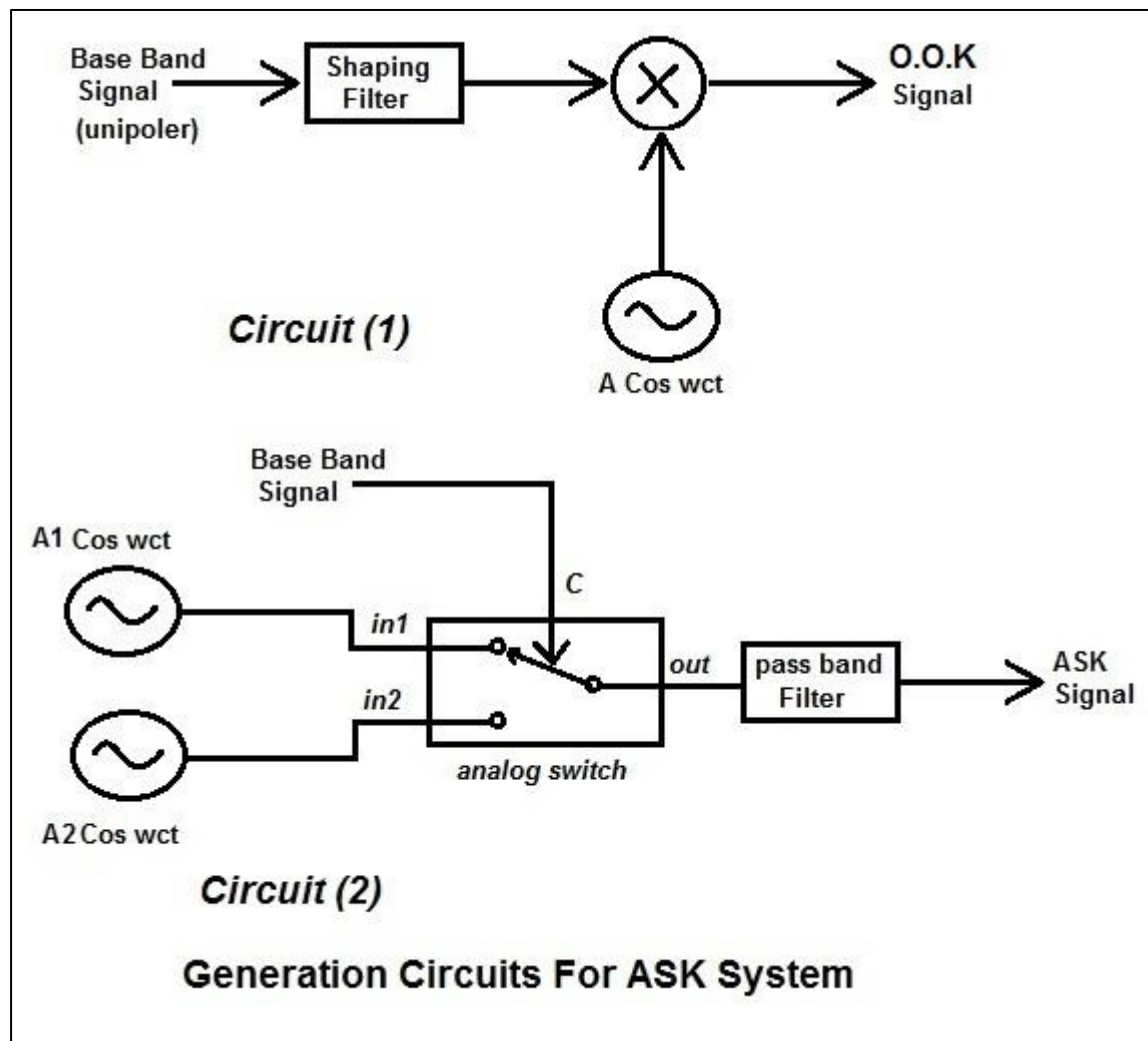 Base Band
Signal
(unipoler)
Shaping
Filter
O.O.K
Signal
A Cos wct
Circuit (1)
Base Band
Signal
A1 Cos wct
C
in1
in2
out
analog switch
pass band
Filter
ASK
Signal
A2 Cos wct
Circuit (2)
Generation Circuits For ASK System